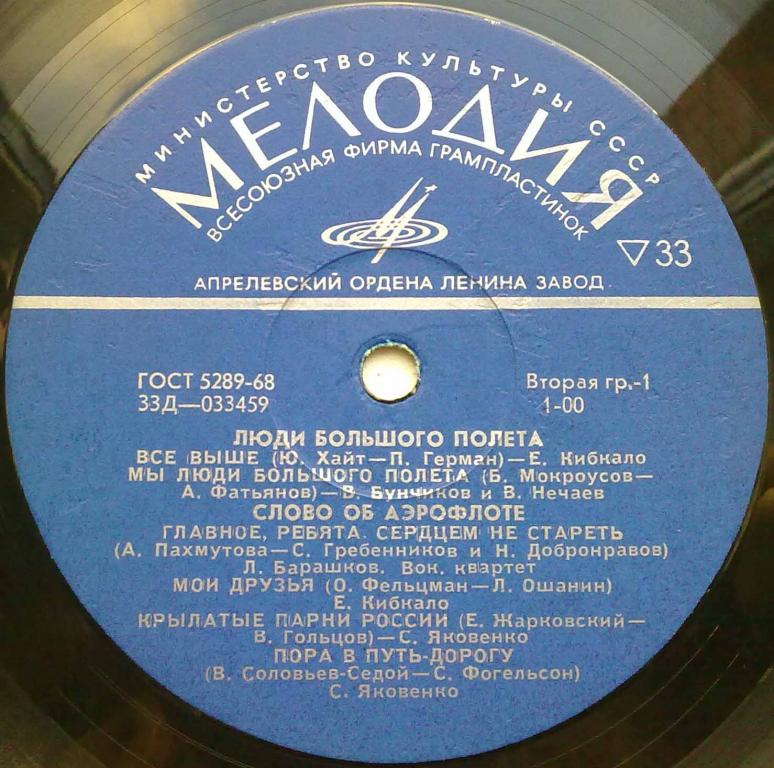 МИНИСТЕРСТВО КУЛЬТУРЫ СССР
МЕЛОДИЯ
ВСЕСОЮЗНАЯ ФИРМА ГРАМПЛАСТИНОК
▽33
АПРЕЛЕВСКИЙ ОРДЕНА ЛЕНИНА ЗАВОД
ГОСТ 5289-68
Вторая гр.-1
33Д—033459
1-00
ЛЮДИ БОЛЬШОГО ПОЛЕТА
ВСЕ ВЫШЕ (Ю. Хайт—П. Герман)—Е. Кибкало
МЫ ЛЮДИ БОЛЬШОГО ПОЛЕТА (Б. Мокроусов—
А. Фатьянов)—В. Бунчиков и В. Нечаев
СЛОВО ОБ АЭРОФЛОТЕ
ГЛАВНОЕ, РЕБЯТА. СЕРДЦЕМ НЕ СТАРЕТЬ
(А. Пахмутова—С. Гребенников и Н. Добронравов)
Л. Барашков. Вок. квартет
МОИ ДРУЗЬЯ (О. Фельцман—Л. Ошанин)
Е. Кибкало
КРЫЛАТЫЕ ПАРНИ РОССИИ (Е. Жарковский—
В. Гольцов)—С. Яковенко
ПОРА В ПУТЬ-ДОРОГУ
(В. Соловьев-Седой—С. Фогельсон)
С. Яковенко